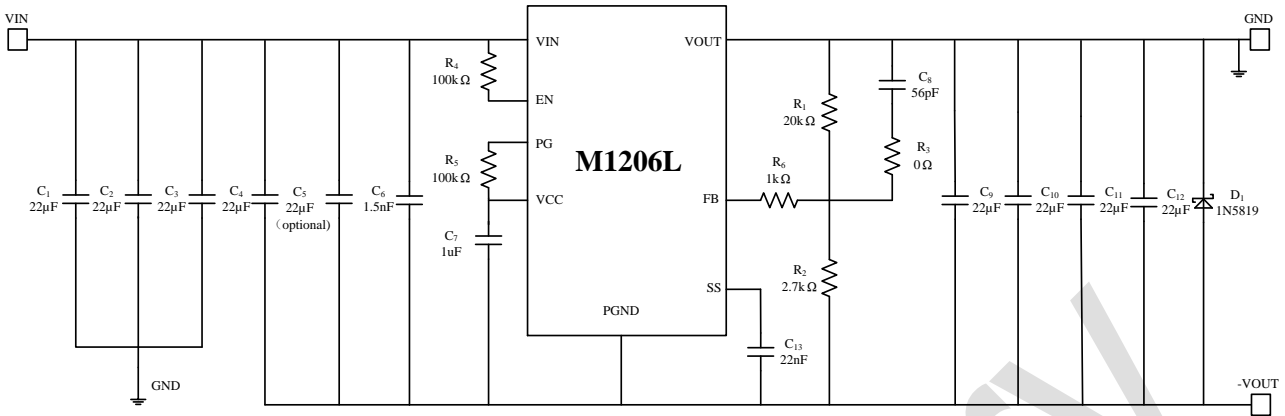 VIN
GND
VIN
VOUT
R4
100kΩ
C8
56pF
EN
R1
20kΩ
PG
R5
100kΩ
M1206L
R6
1kΩ
R3
0Ω
C1
22µF
C2
22µF
C3
22µF
C4
22µF
C5
22µF
(optional)
C6
1.5nF
VCC
FB
C9
22µF
C10
22µF
C11
22µF
C12
22µF
D1
1N5819
C7
1uF
R2
2.7kΩ
SS
PGND
C13
22nF
GND
-VOUT